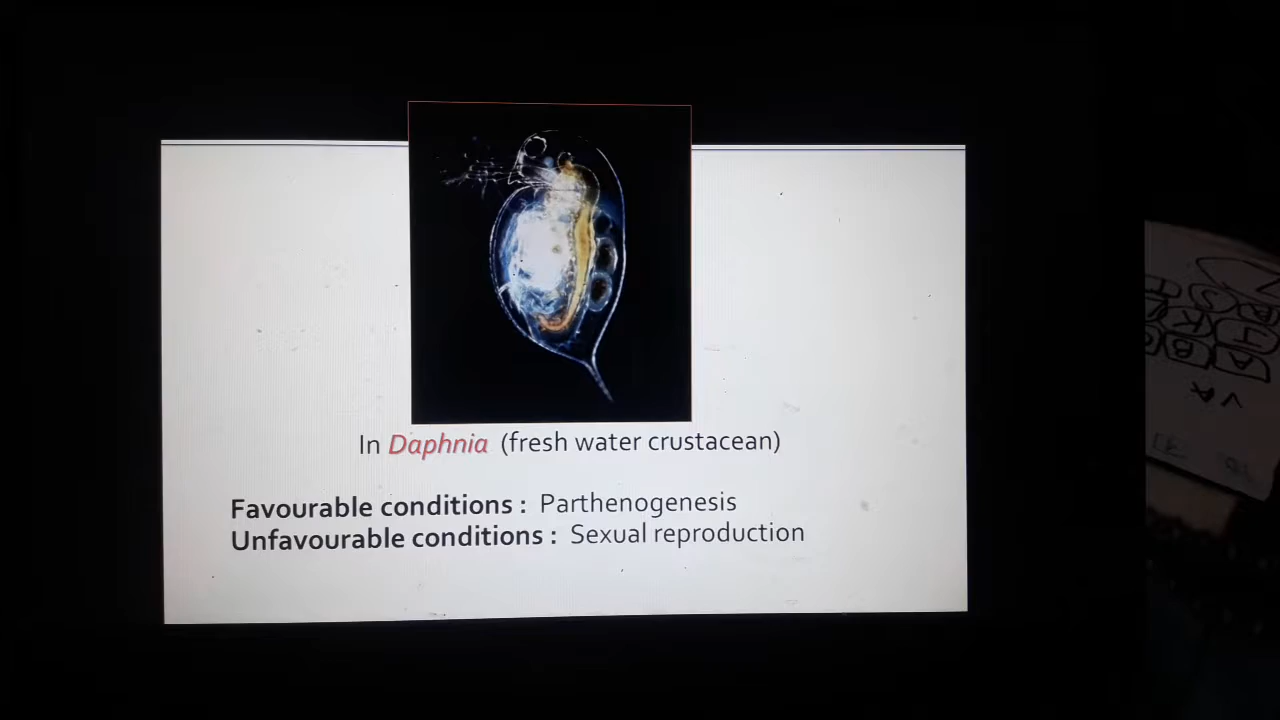 In Daphnia (fresh water crustacean)
Favourable conditions : Parthenogenesis
Unfavourable conditions : Sexual reproduction